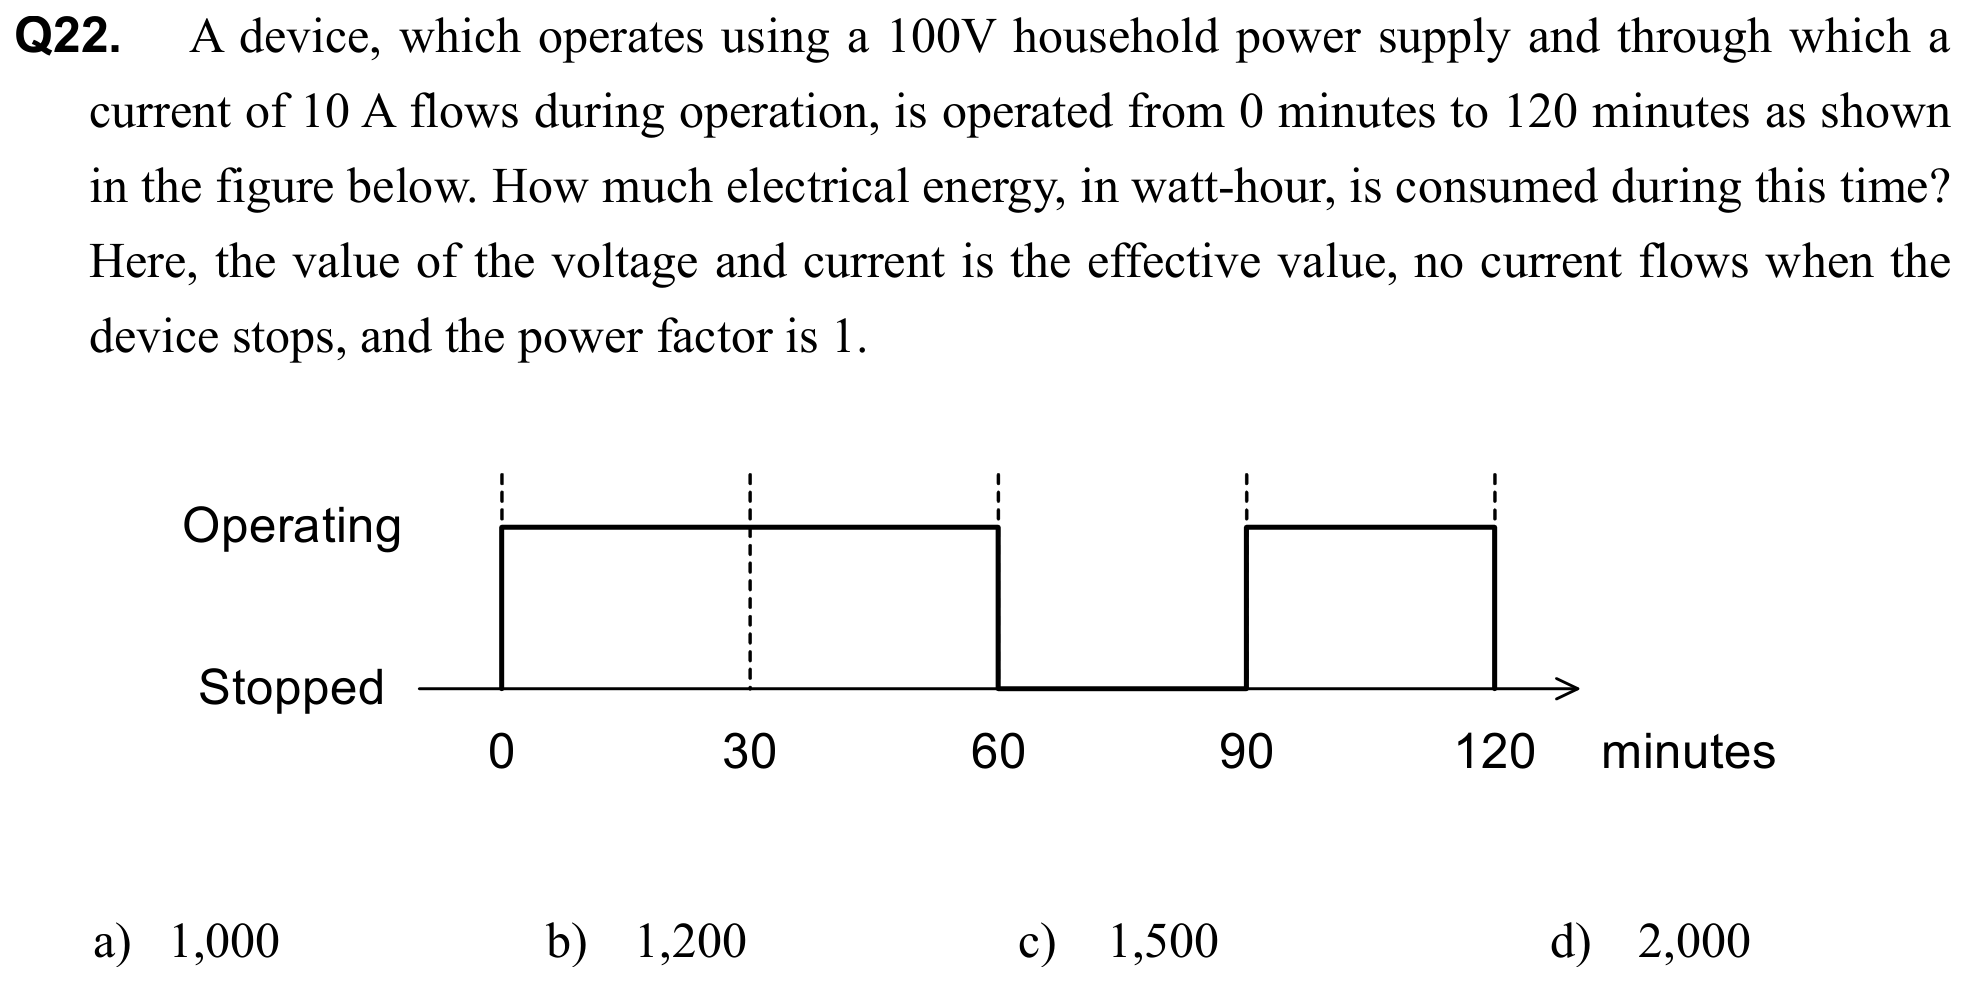 Q22. A device, which operates using a 100V household power supply and through which a
current of 10 A flows during operation, is operated from 0 minutes to 120 minutes as shown
in the figure below. How much electrical energy, in watt-hour, is consumed during this time?
Here, the value of the voltage and current is the effective value, no current flows when the
device stops, and the power factor is 1.
Operating
Stopped
0 30 60 90 120 minutes
a) 1,000 b) 1,200 c) 1,500 d) 2,000